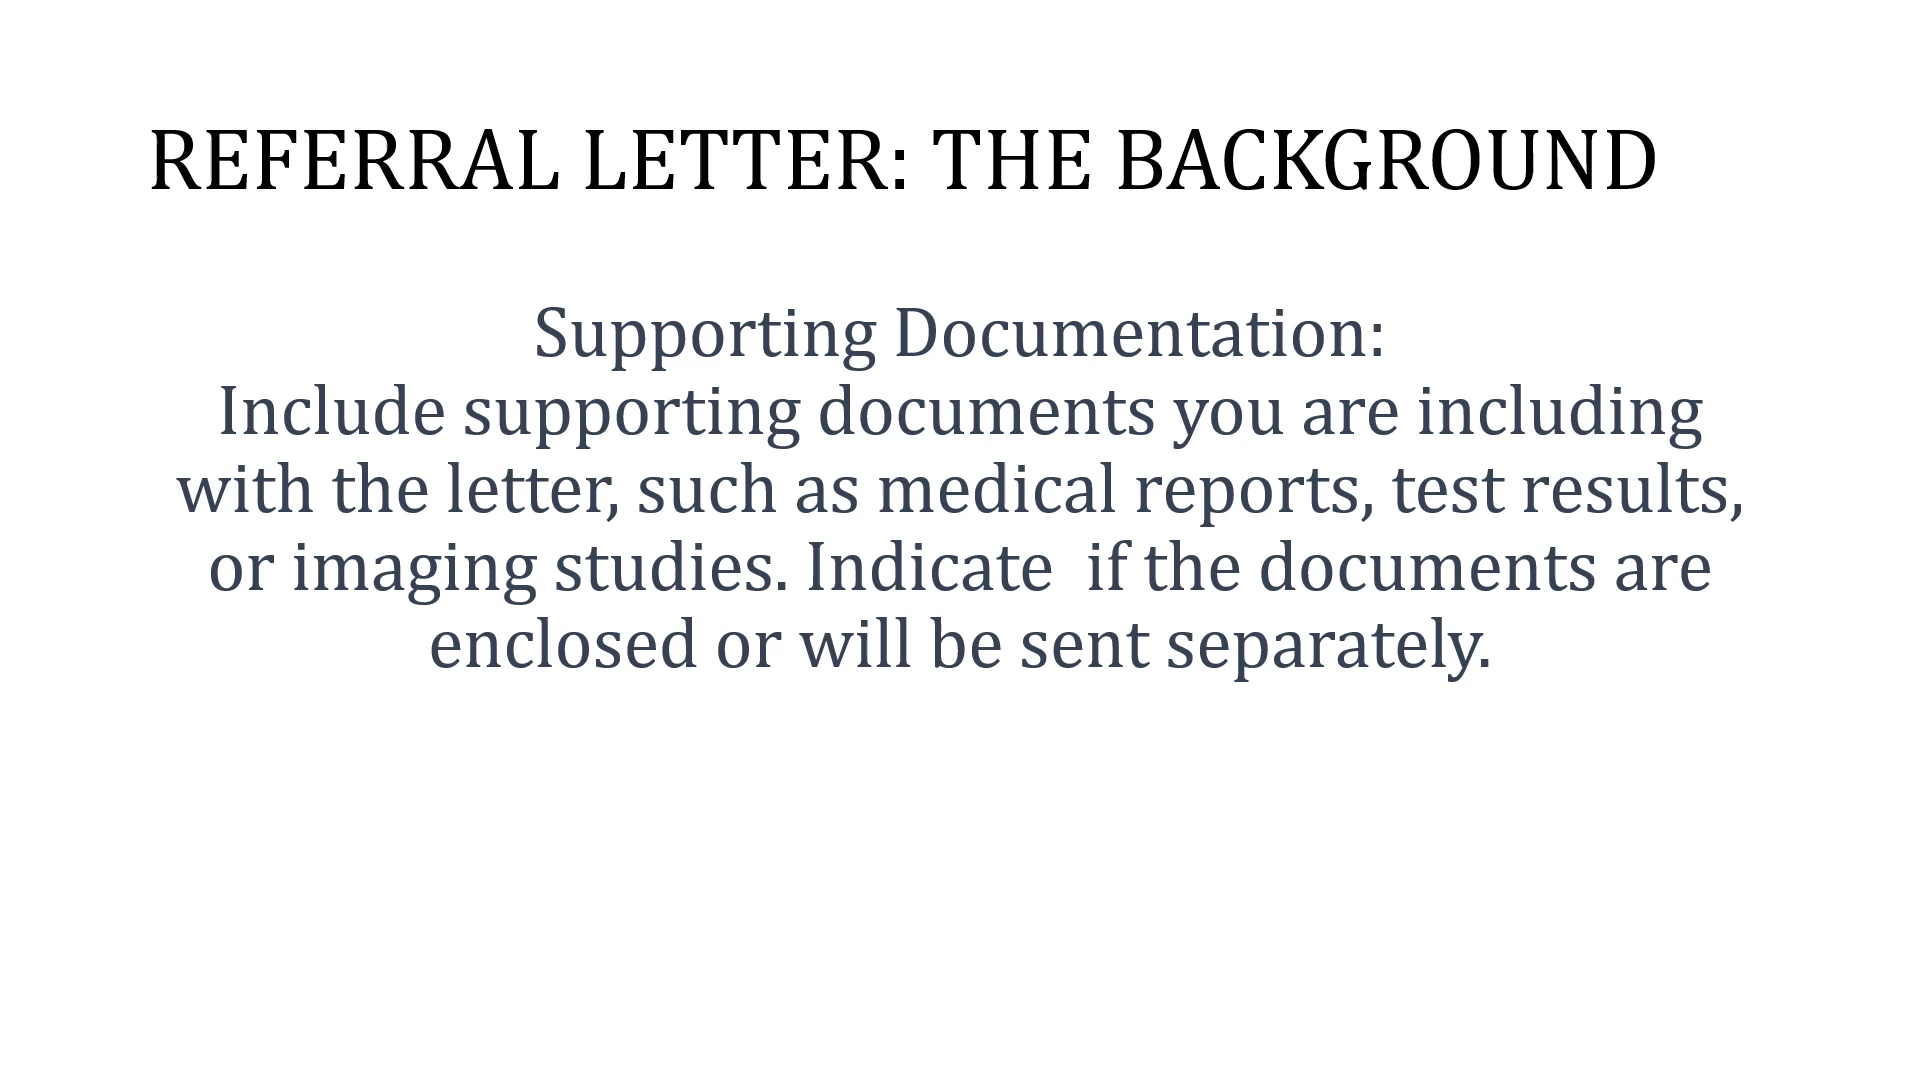 REFERRAL LETTER: THE BACKGROUND
Supporting Documentation:
Include supporting documents you are including
with the letter, such as medical reports, test results,
or imaging studies. Indicate  if the documents are
enclosed or will be sent separately.